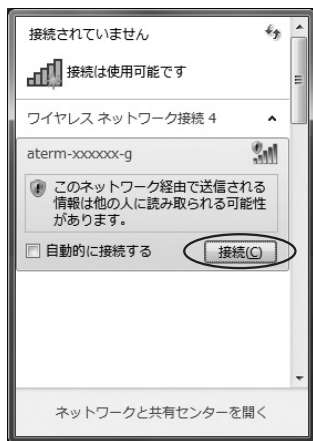 接続されていません
接続は使用可能です
ワイヤレス ネットワーク接続 4
aterm-xxxxxx-g
このネットワーク経由で送信される
情報は他の人に読み取られる可能性
があります。
自動的に接続する
接続(C)
ネットワークと共有センターを開く